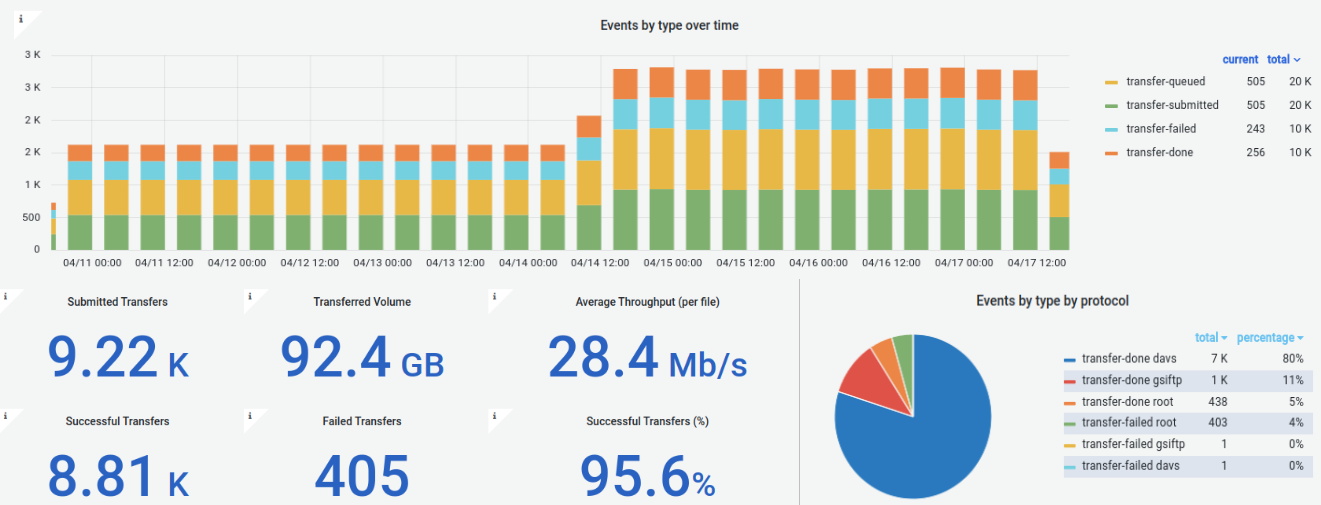 i
Events by type over time
3 K
3 K
2 K
2 K
1 K
500
0
04/11 00:00 04/11 12:00 04/12 00:00 04/12 12:00 04/13 00:00 04/13 12:00 04/14 00:00 04/14 12:00 04/15 00:00 04/15 12:00 04/16 00:00 04/16 12:00 04/17 00:00 04/17 12:00
current total
transfer-queued 505 20 K
transfer-submitted 505 20 K
transfer-failed 243 10 K
transfer-done 256 10 K
i Submitted Transfers
9.22 K
i Transferred Volume
92.4 GB
i Average Throughput (per file)
28.4 Mb/s
i Successful Transfers
8.81 K
i Failed Transfers
405
i Successful Transfers (%)
95.6%
Events by type by protocol
total percentage
transfer-done davs 7 K 80%
transfer-done gsiftp 1 K 11%
transfer-done root 438 5%
transfer-failed root 403 4%
transfer-failed gsiftp 1 0%
transfer-failed davs 1 0%